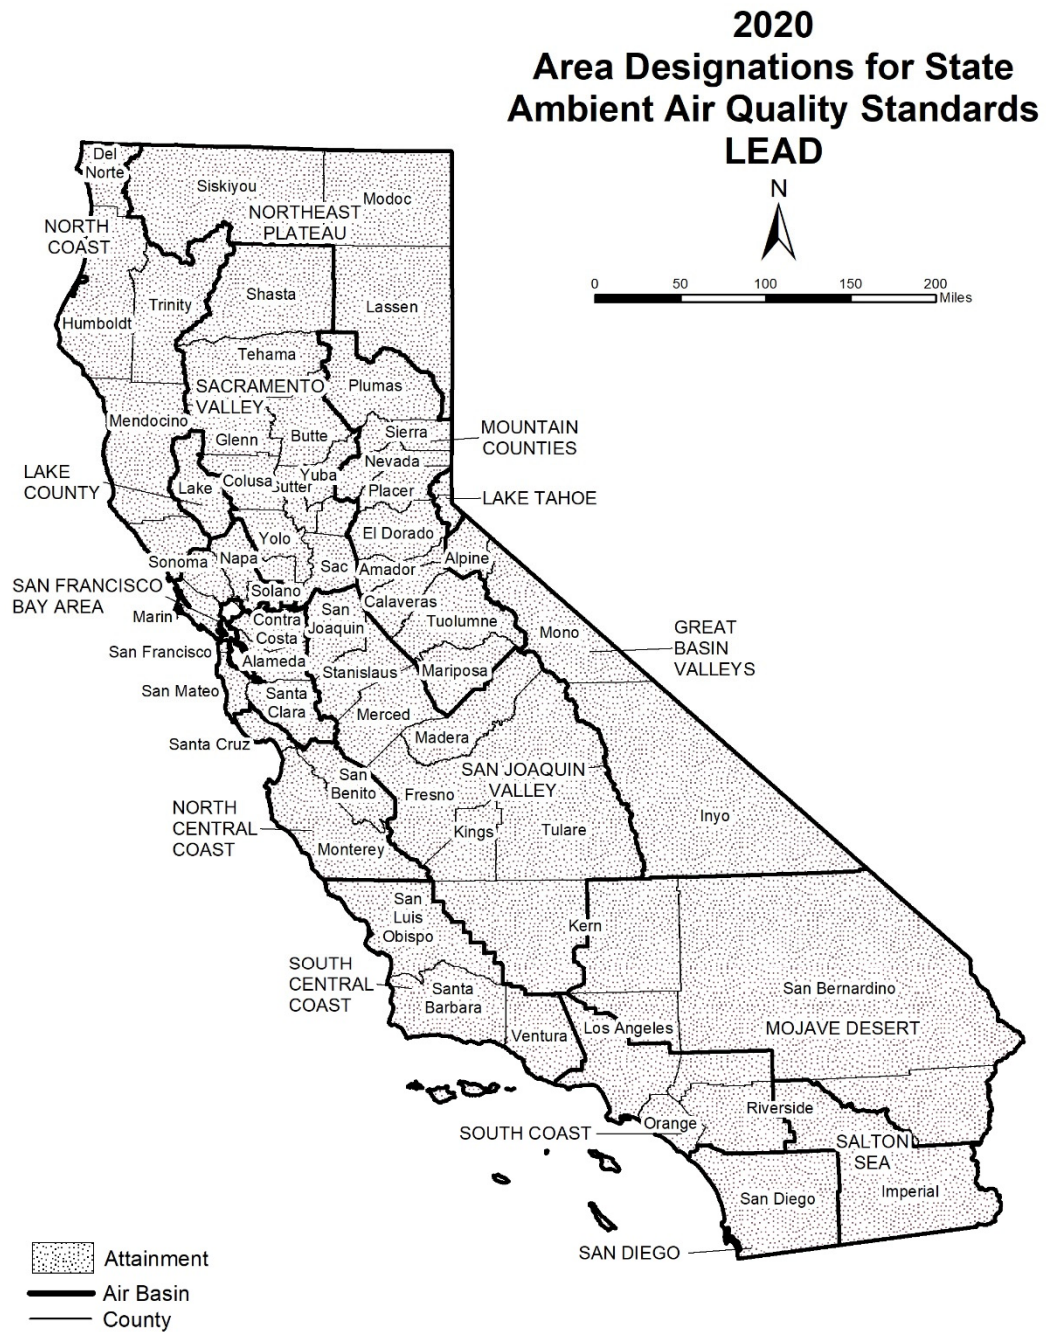 2020
Area Designations for State
Ambient Air Quality Standards
LEAD
N
0 50 100 150 200
Miles
Del
Norte
Siskiyou
Modoc
NORTHEAST
PLATEAU
NORTH
COAST
Shasta
Trinity
Lassen
Humboldt
Tehama
Plumas
SACRAMENTO
VALLEY
Mendocino
Sierra
MOUNTAIN
COUNTIES
Glenn
Butte
Nevada
LAKE
COUNTY
Lake
Colusa
Sutter
Yuba
Placer
LAKE TAHOE
El Dorado
Yolo
Sonoma
Napa
Sac
Amador
Alpine
SAN FRANCISCO
BAY AREA
Solano
Calaveras
Marin
Contra
Costa
San
Joaquin
Tuolumne
Mono
GREAT
BASIN
VALLEYS
San Francisco
Alameda
Stanislaus
Mariposa
San Mateo
Santa
Clara
Merced
Santa Cruz
Madera
SAN JOAQUIN
VALLEY
San
Benito
Fresno
NORTH
CENTRAL
COAST
Kings
Tulare
Inyo
Monterey
San
Luis
Obispo
Kern
SOUTH
CENTRAL
COAST
Santa
Barbara
San Bernardino
Ventura
Los Angeles
MOJAVE DESERT
Riverside
Orange
SOUTH COAST
SALTON
SEA
San Diego
Imperial
SAN DIEGO
Attainment
Air Basin
County